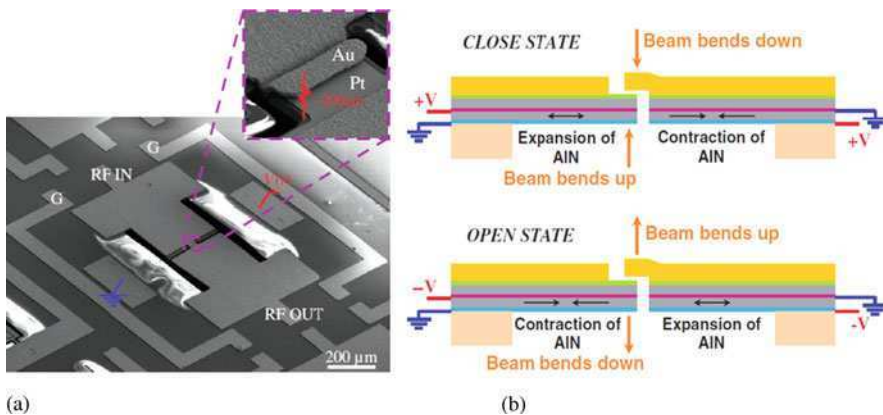 Au
Pt
G
RF IN
G
RF OUT
200 µm
(a)
CLOSE STATE
Beam bends down
+V
Expansion of
AlN
Contraction of
AlN
+V
Beam bends up
OPEN STATE
Beam bends up
−V
Contraction of
AlN
Expansion of
AlN
-V
Beam bends down
(b)